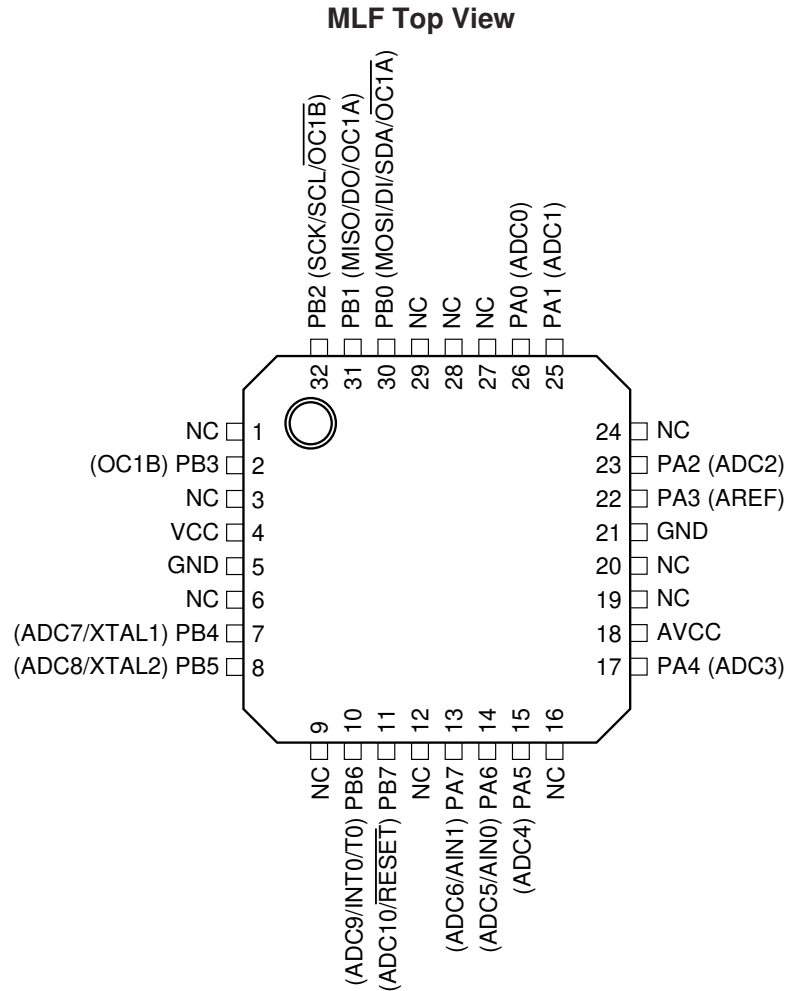 MLF Top View
PB2 (SCK/SCL/OC1B)
PB1 (MISO/DO/OC1A)
PB0 (MOSI/DI/SDA/OC1A)
NC
NC
NC
PA0 (ADC0)
PA1 (ADC1)
32
31
30
29
28
27
26
25
NC 1
(OC1B) PB3 2
NC 3
VCC 4
GND 5
NC 6
(ADC7/XTAL1) PB4 7
(ADC8/XTAL2) PB5 8
24 NC
23 PA2 (ADC2)
22 PA3 (AREF)
21 GND
20 NC
19 NC
18 AVCC
17 PA4 (ADC3)
9
10
11
12
13
14
15
16
NC
(ADC9/INT0/T0) PB6
(ADC10/RESET) PB7
NC
(ADC6/AIN1) PA7
(ADC5/AIN0) PA6
(ADC4) PA5
NC